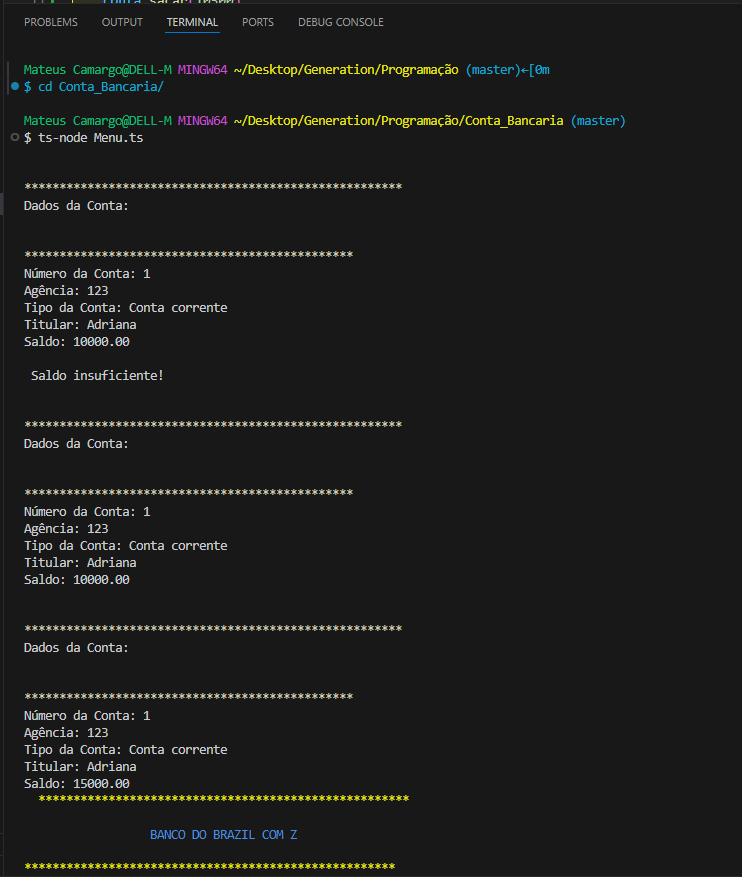 PROBLEMS OUTPUT TERMINAL PORTS DEBUG CONSOLE
Mateus Camargo@DELL-M MINGW64 ~/Desktop/Generation/Programação (master)←[0m
$ cd Conta_Bancaria/
Mateus Camargo@DELL-M MINGW64 ~/Desktop/Generation/Programação/Conta_Bancaria (master)
$ ts-node Menu.ts
******************************************************
Dados da Conta:
***********************************************
Número da Conta: 1
Agência: 123
Tipo da Conta: Conta corrente
Titular: Adriana
Saldo: 10000.00
Saldo insuficiente!
******************************************************
Dados da Conta:
***********************************************
Número da Conta: 1
Agência: 123
Tipo da Conta: Conta corrente
Titular: Adriana
Saldo: 10000.00
******************************************************
Dados da Conta:
***********************************************
Número da Conta: 1
Agência: 123
Tipo da Conta: Conta corrente
Titular: Adriana
Saldo: 15000.00
*****************************************************
BANCO DO BRAZIL COM Z
*****************************************************